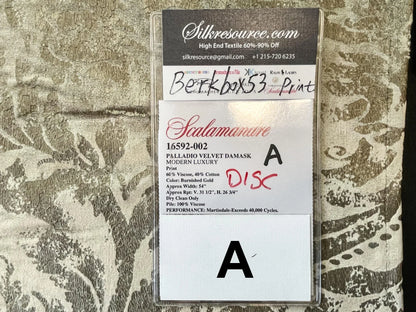 Silkresource.com
High End Textile 60%-90% Off
silkresource@gmail.com +1 215-720 6235
RALPH LAUREN
Berkbox53 Print
Scalamandre
16592-002
PALLADIO VELVET DAMASK
MODERN LUXURY
A
Print
60% Viscose, 40% Cotton
Color: Burnished Gold
DISC
Approx Width: 54"
Approx Rpt: V. 31 1/2", H. 26 3/4"
Dry Clean Only
Pile: 100% Viscose
PERFORMANCE: Martindale-Exceeds 40,000 Cycles.
A